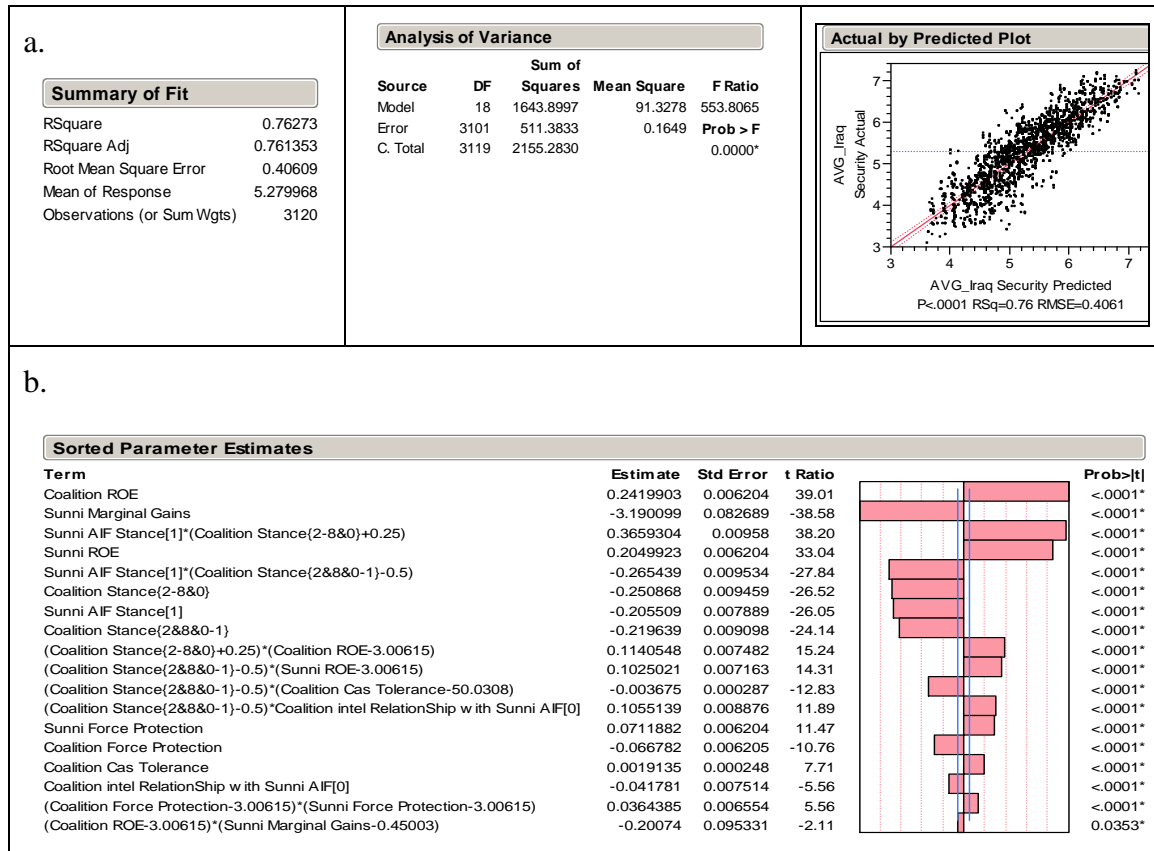 a.
Summary of Fit
RSquare 0.76273
RSquare Adj 0.761353
Root Mean Square Error 0.40609
Mean of Response 5.279968
Observations (or Sum Wgts) 3120
Analysis of Variance
Sum of
Source DF Squares Mean Square F Ratio
Model 18 1643.8997 91.3278 553.8065
Error 3101 511.3833 0.1649 Prob > F
C. Total 3119 2155.2830 0.0000*
Actual by Predicted Plot
AVG_Iraq
Security Actual
7
6
5
4
3
3 4 5 6 7
AVG_Iraq Security Predicted
P<.0001 RSq=0.76 RMSE=0.4061
b.
Sorted Parameter Estimates
Term Estimate Std Error t Ratio Prob>|t|
Coalition ROE 0.2419903 0.006204 39.01 <.0001*
Sunni Marginal Gains -3.190099 0.082689 -38.58 <.0001*
Sunni AIF Stance[1]*(Coalition Stance{2-8&0}+0.25) 0.3659304 0.00958 38.20 <.0001*
Sunni ROE 0.2049923 0.006204 33.04 <.0001*
Sunni AIF Stance[1]*(Coalition Stance{2&8&0-1}-0.5) -0.265439 0.009534 -27.84 <.0001*
Coalition Stance{2-8&0} -0.250868 0.009459 -26.52 <.0001*
Sunni AIF Stance[1] -0.205509 0.007889 -26.05 <.0001*
Coalition Stance{2&8&0-1} -0.219639 0.009098 -24.14 <.0001*
(Coalition Stance{2-8&0}+0.25)*(Coalition ROE-3.00615) 0.1140548 0.007482 15.24 <.0001*
(Coalition Stance{2&8&0-1}-0.5)*(Sunni ROE-3.00615) 0.1025021 0.007163 14.31 <.0001*
(Coalition Stance{2&8&0-1}-0.5)*(Coalition Cas Tolerance-50.0308) -0.003675 0.000287 -12.83 <.0001*
(Coalition Stance{2&8&0-1}-0.5)*Coalition intel RelationShip with Sunni AIF[0] 0.1055139 0.008876 11.89 <.0001*
Sunni Force Protection 0.0711882 0.006204 11.47 <.0001*
Coalition Force Protection -0.066782 0.006205 -10.76 <.0001*
Coalition Cas Tolerance 0.0019135 0.000248 7.71 <.0001*
Coalition intel RelationShip with Sunni AIF[0] -0.041781 0.007514 -5.56 <.0001*
(Coalition Force Protection-3.00615)*(Sunni Force Protection-3.00615) 0.0364385 0.006554 5.56 <.0001*
(Coalition ROE-3.00615)*(Sunni Marginal Gains-0.45003) -0.20074 0.095331 -2.11 0.0353*